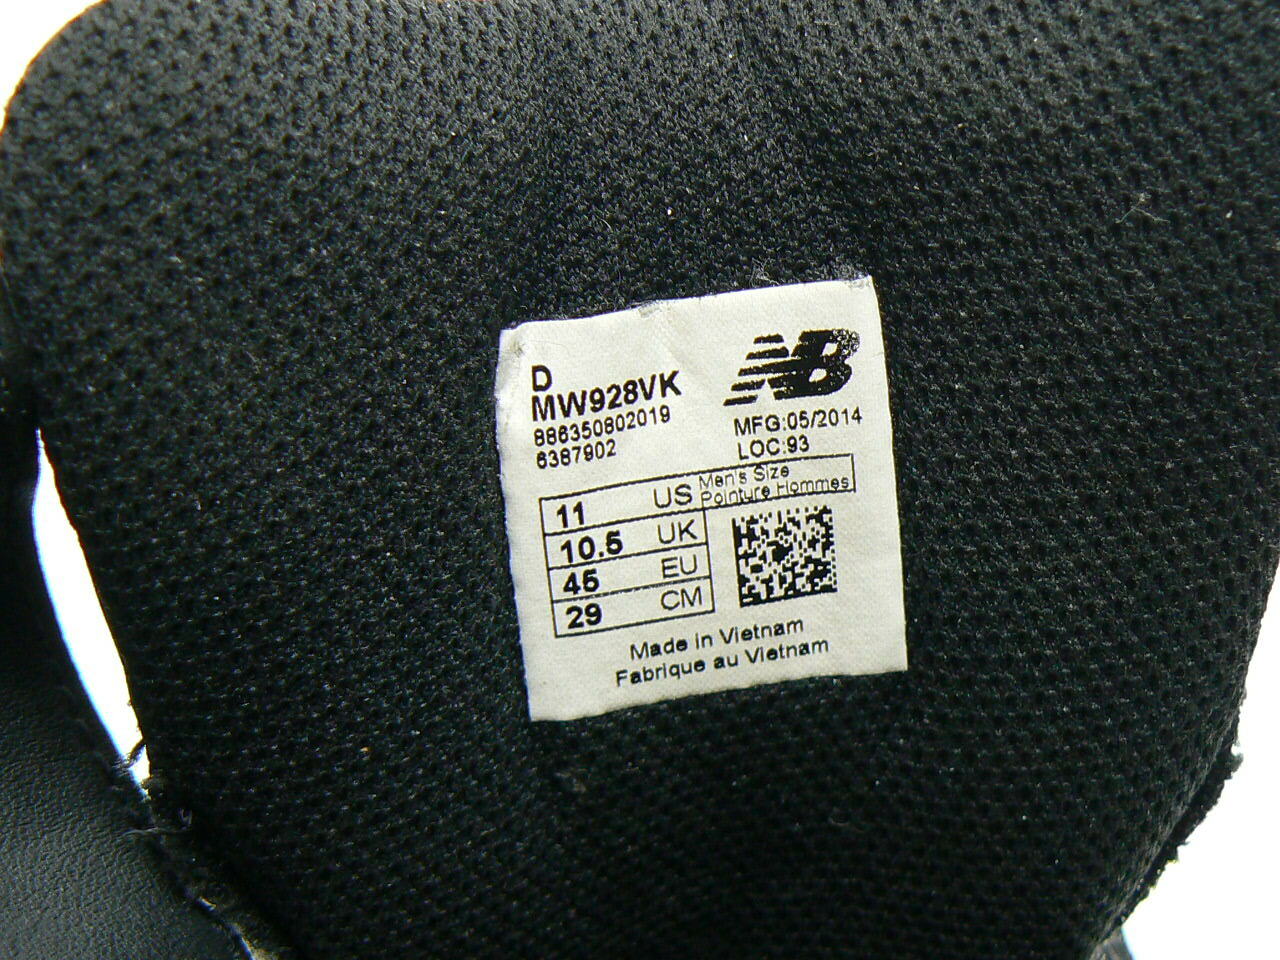 D
MW928VK
886350802019
6387902
NB
MFG:05/2014
LOC:93
11 US Men's Size
Pointure Hommes
10.5 UK
45 EU
29 CM
Made in Vietnam
Fabrique au Vietnam